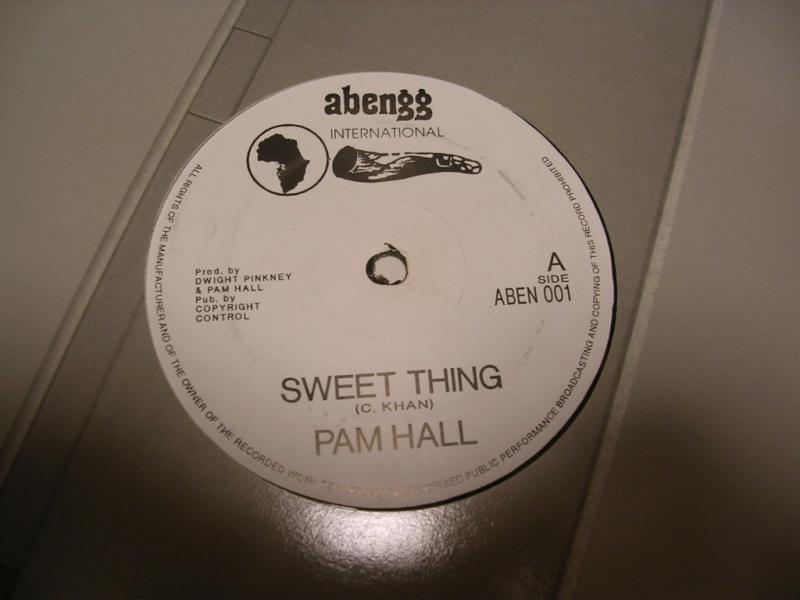 abengg
INTERNATIONAL
Prod. by
DWIGHT PINKNEY
& PAM HALL
Pub. by
COPYRIGHT
CONTROL
A
SIDE
ABEN 001
SWEET THING
(C. KHAN)
PAM HALL
ALL RIGHTS OF THE MANUFACTURER AND OF THE OWNER OF THE RECORDED WORK PUBLIC PERFORMANCE BROADCASTING AND COPYING OF THIS RECORD PROHIBITED